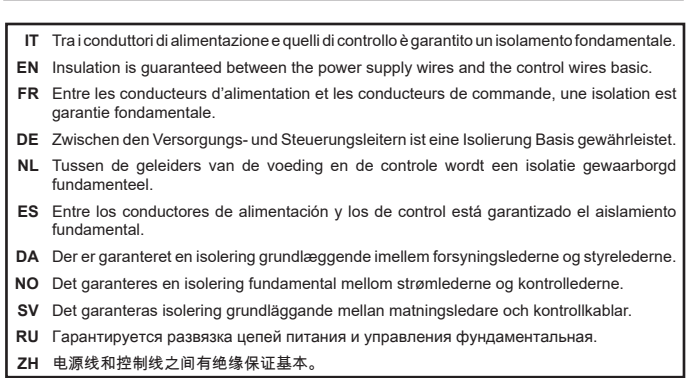 IT Tra i conduttori di alimentazione e quelli di controllo è garantito un isolamento fondamentale.
EN Insulation is guaranteed between the power supply wires and the control wires basic.
FR Entre les conducteurs d'alimentation et les conducteurs de commande, une isolation est
garantie fondamentale.
DE Zwischen den Versorgungs- und Steuerungsleitern ist eine Isolierung Basis gewährleistet.
NL Tussen de geleiders van de voeding en de controle wordt een isolatie gewaarborgd
fundamenteel.
ES Entre los conductores de alimentación y los de control está garantizado el aislamiento
fundamental.
DA Der er garanteret en isolering grundlæggende imellem forsyningslederne og styrelederne.
NO Det garanteres en isolering fundamental mellom strømlederne og kontrollederne.
SV Det garanteras isolering grundläggande mellan matningsledare och kontrollkablar.
RU Гарантируется развязка цепей питания и управления фундаментальная.
ZH 电源线和控制线之间有绝缘保证基本。